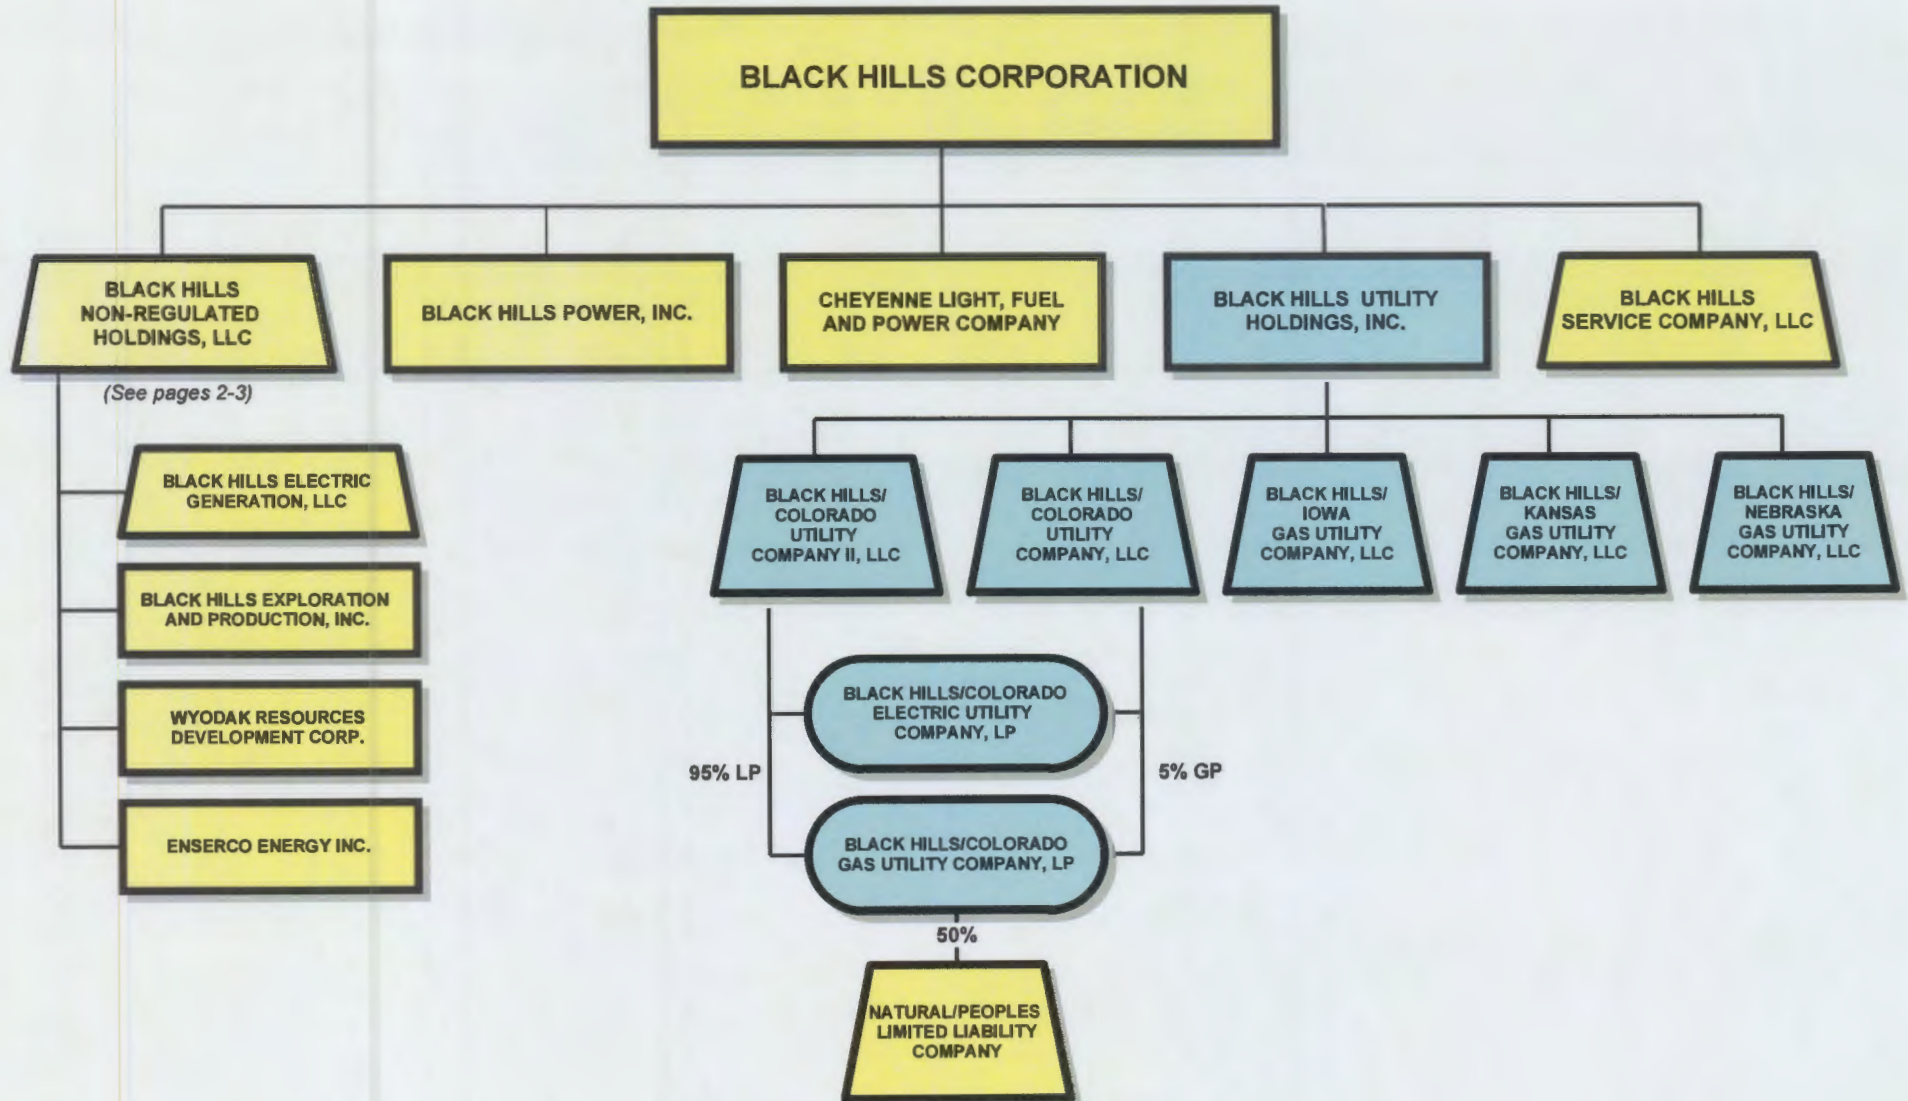 BLACK HILLS CORPORATION
BLACK HILLS
NON-REGULATED
HOLDINGS, LLC
(See pages 2-3)
BLACK HILLS POWER, INC.
CHEYENNE LIGHT, FUEL
AND POWER COMPANY
BLACK HILLS UTILITY
HOLDINGS, INC.
BLACK HILLS
SERVICE COMPANY, LLC
BLACK HILLS ELECTRIC
GENERATION, LLC
BLACK HILLS EXPLORATION
AND PRODUCTION, INC.
WYODAK RESOURCES
DEVELOPMENT CORP.
ENSERCO ENERGY INC.
BLACK HILLS/
COLORADO
UTILITY
COMPANY II, LLC
BLACK HILLS/
COLORADO
UTILITY
COMPANY, LLC
BLACK HILLS/
IOWA
GAS UTILITY
COMPANY, LLC
BLACK HILLS/
KANSAS
GAS UTILITY
COMPANY, LLC
BLACK HILLS/
NEBRASKA
GAS UTILITY
COMPANY, LLC
BLACK HILLS/COLORADO
ELECTRIC UTILITY
COMPANY, LP
95% LP
5% GP
BLACK HILLS/COLORADO
GAS UTILITY COMPANY, LP
50%
NATURAL/PEOPLES
LIMITED LIABILITY
COMPANY